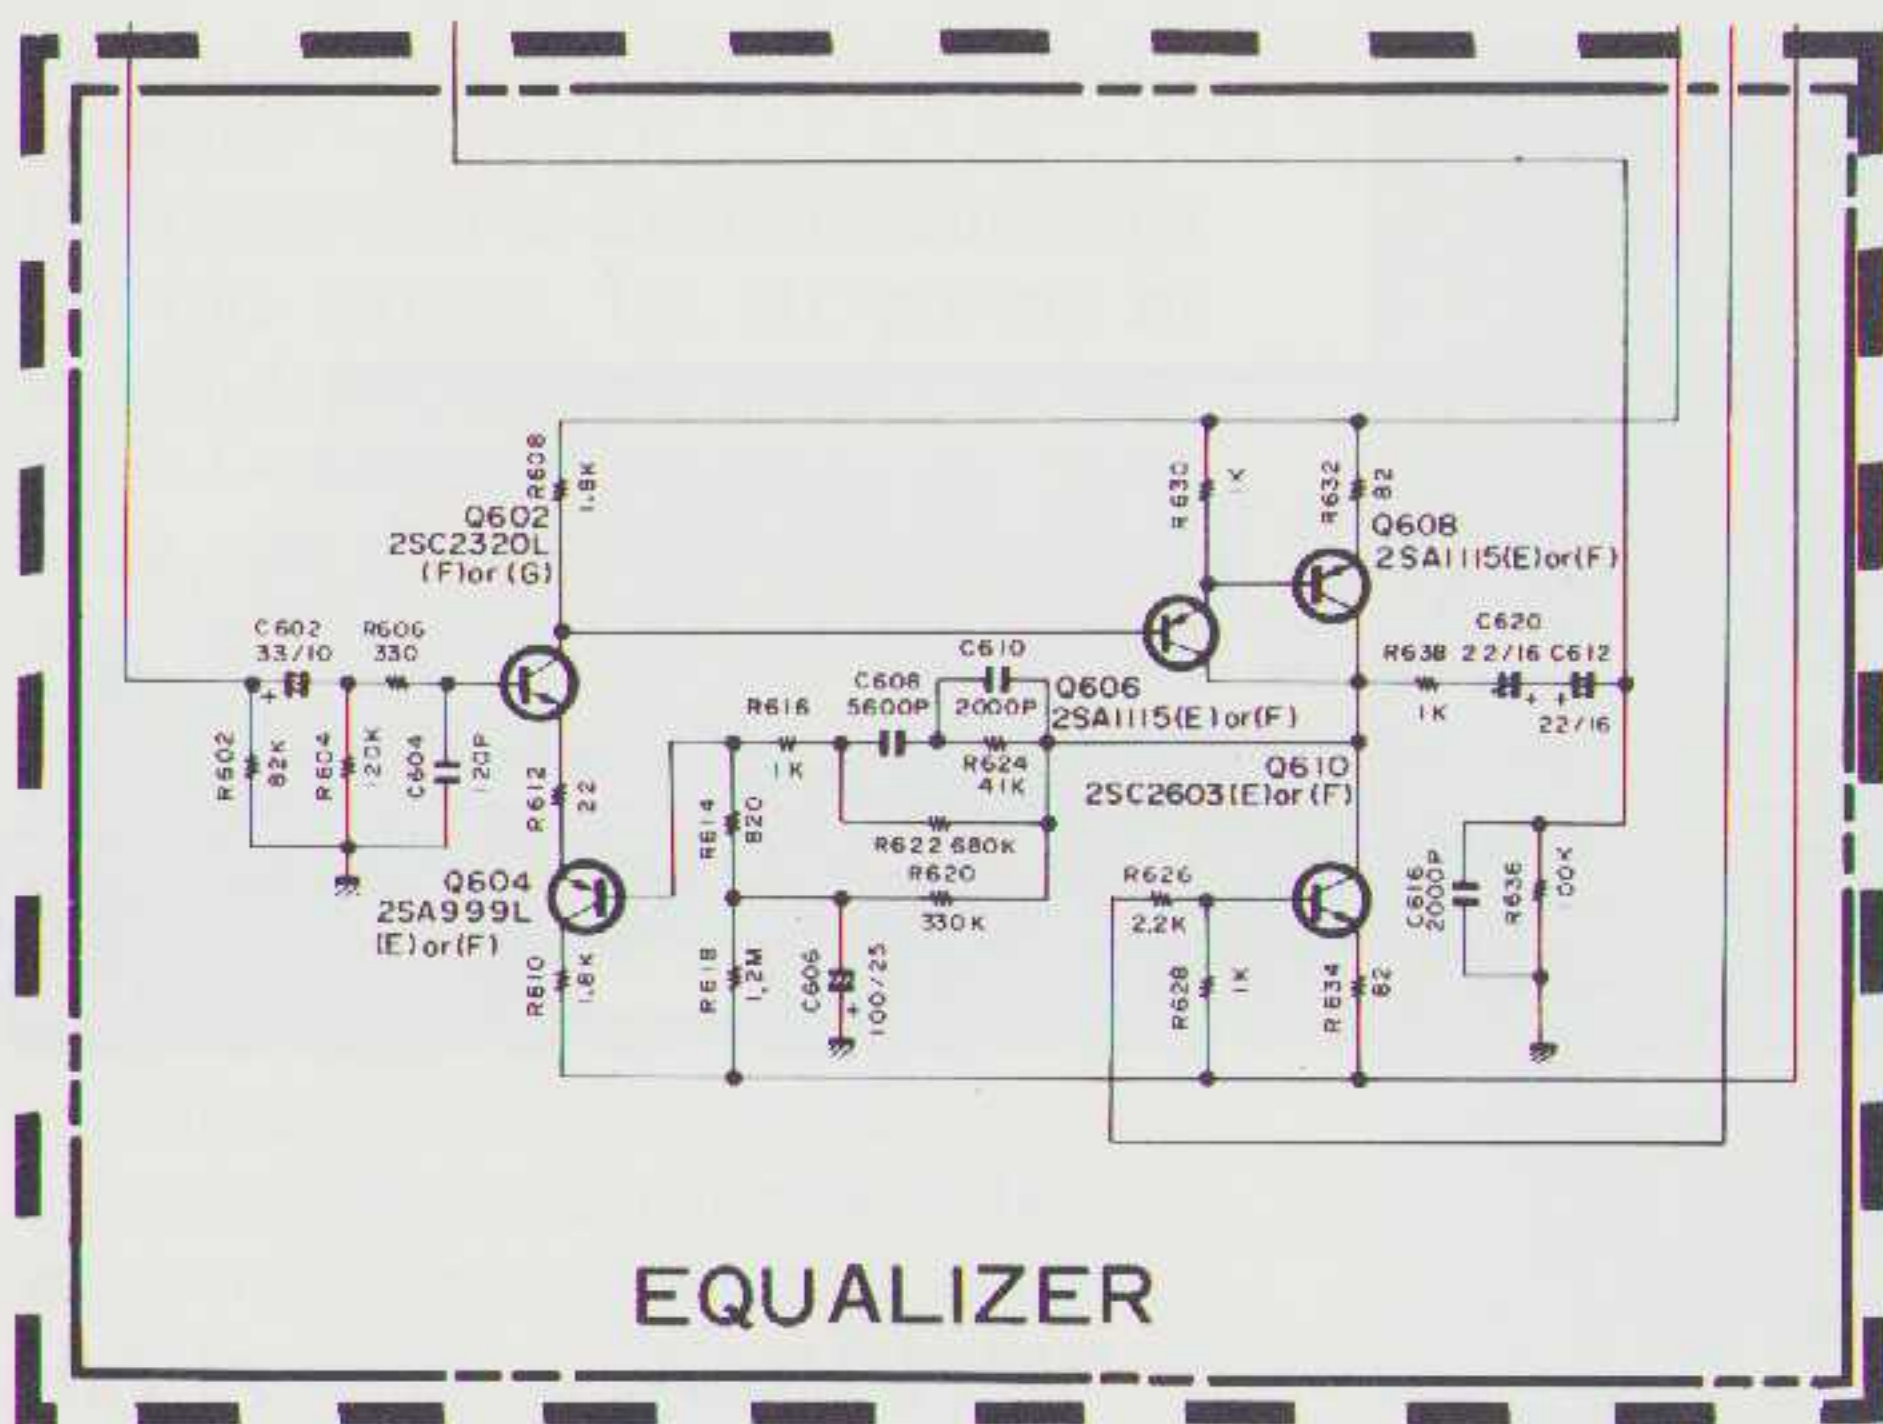 R608
1.8K
Q602
2SC2320L
(F)or(G)
R630
1K
R632
82
Q608
2SA1115(E)or(F)
C602
33/10
R606
330
C610
2000P
C608
5600P
Q606
2SA1115(E)or(F)
R638
1K
C620
22/16
C612
22/16
R616
1K
R602
82K
R604
120K
C604
120P
R612
22
R614
820
R624
41K
Q610
2SC2603(E)or(F)
R622 680K
R620
330K
Q604
2SA999L
(E)or(F)
R626
2.2K
C616
2000P
R636
100K
R610
1.8K
R618
1.2M
C606
100/25
R628
1K
R634
82
EQUALIZER